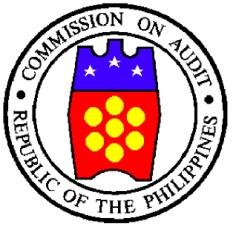 COMMISSION ON AUDIT
REPUBLIC OF THE PHILIPPINES